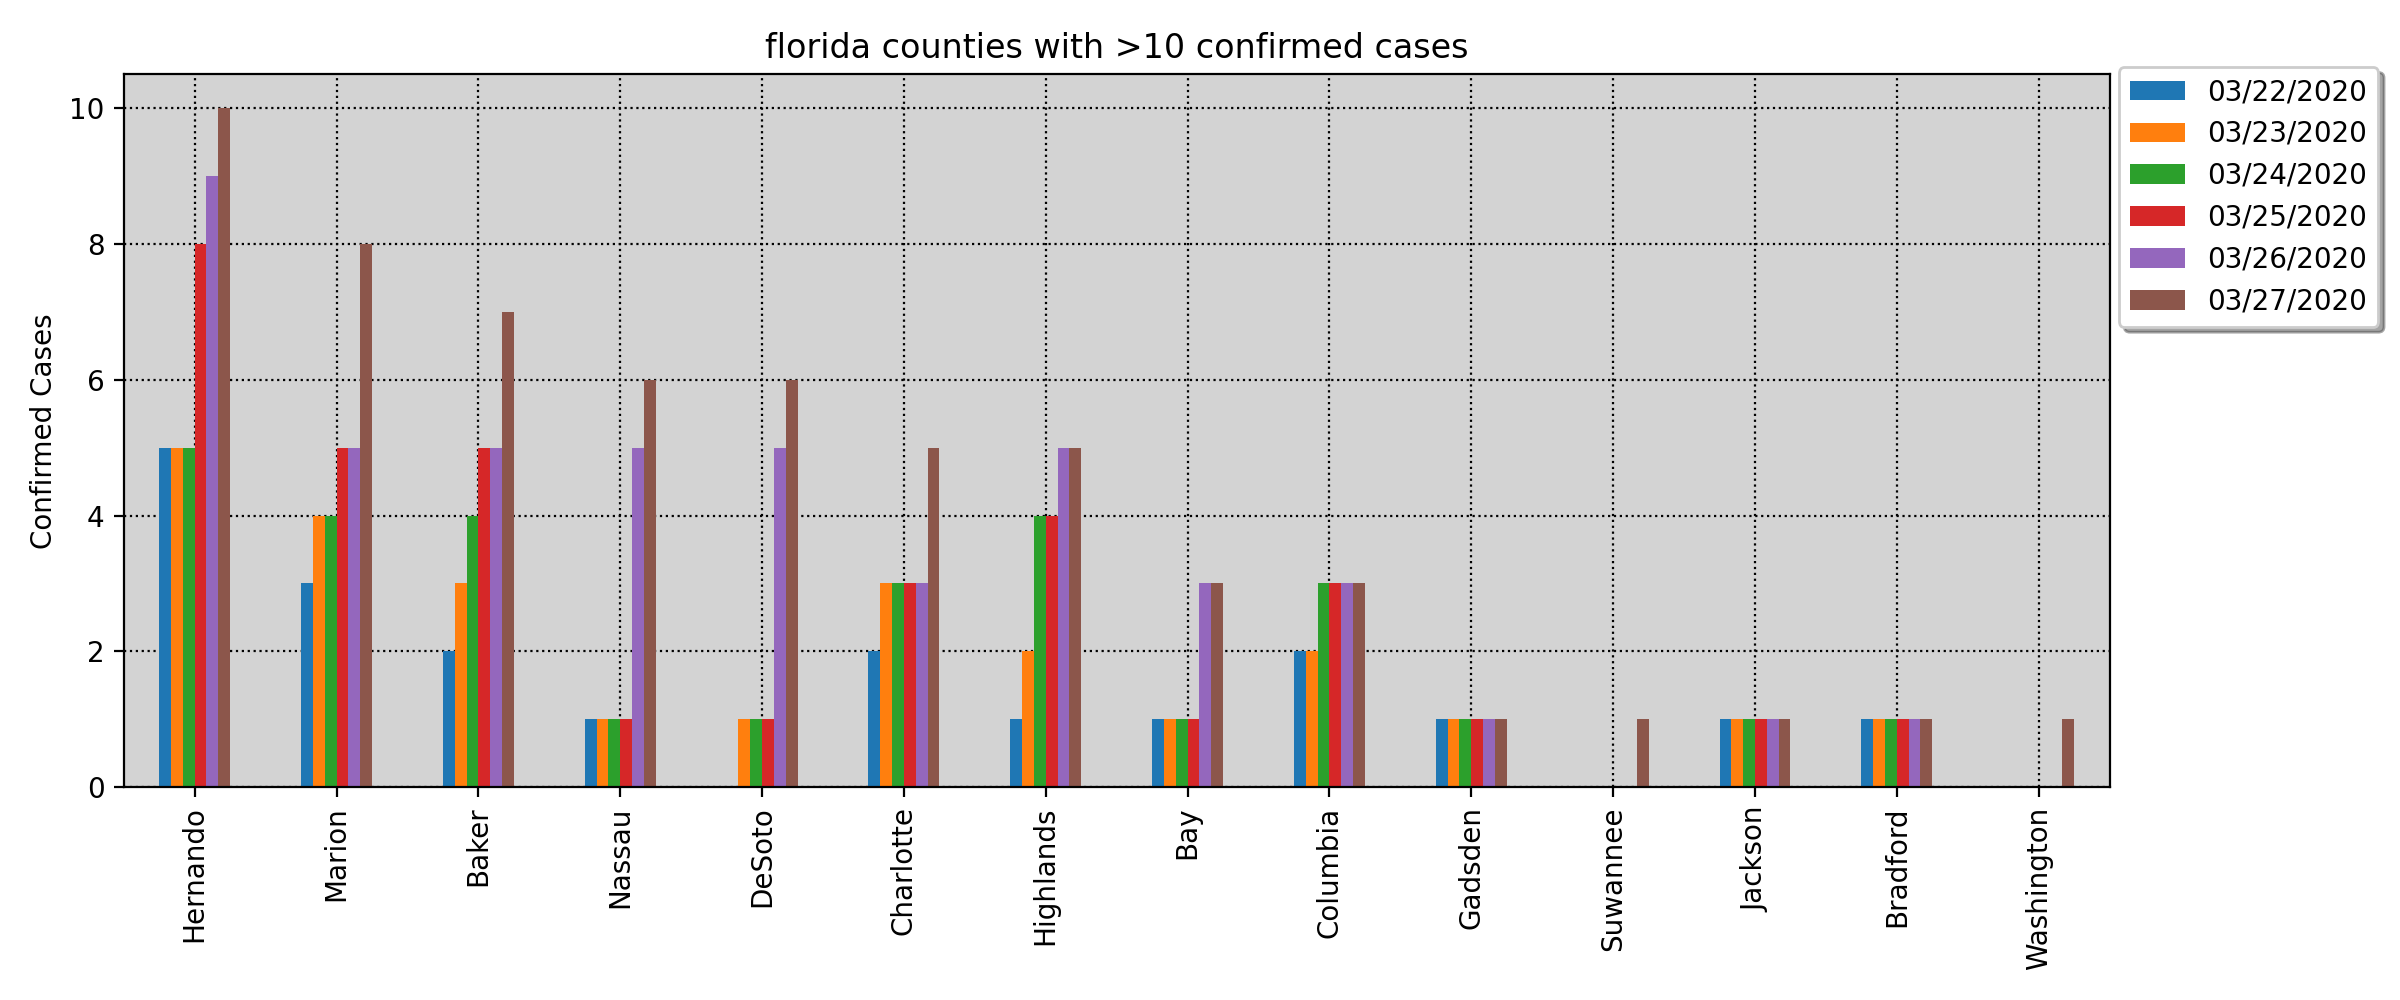 florida counties with >10 confirmed cases
Confirmed Cases
10
8
6
4
2
0
Hernando
Marion
Baker
Nassau
DeSoto
Charlotte
Highlands
Bay
Columbia
Gadsden
Suwannee
Jackson
Bradford
Washington
03/22/2020
03/23/2020
03/24/2020
03/25/2020
03/26/2020
03/27/2020